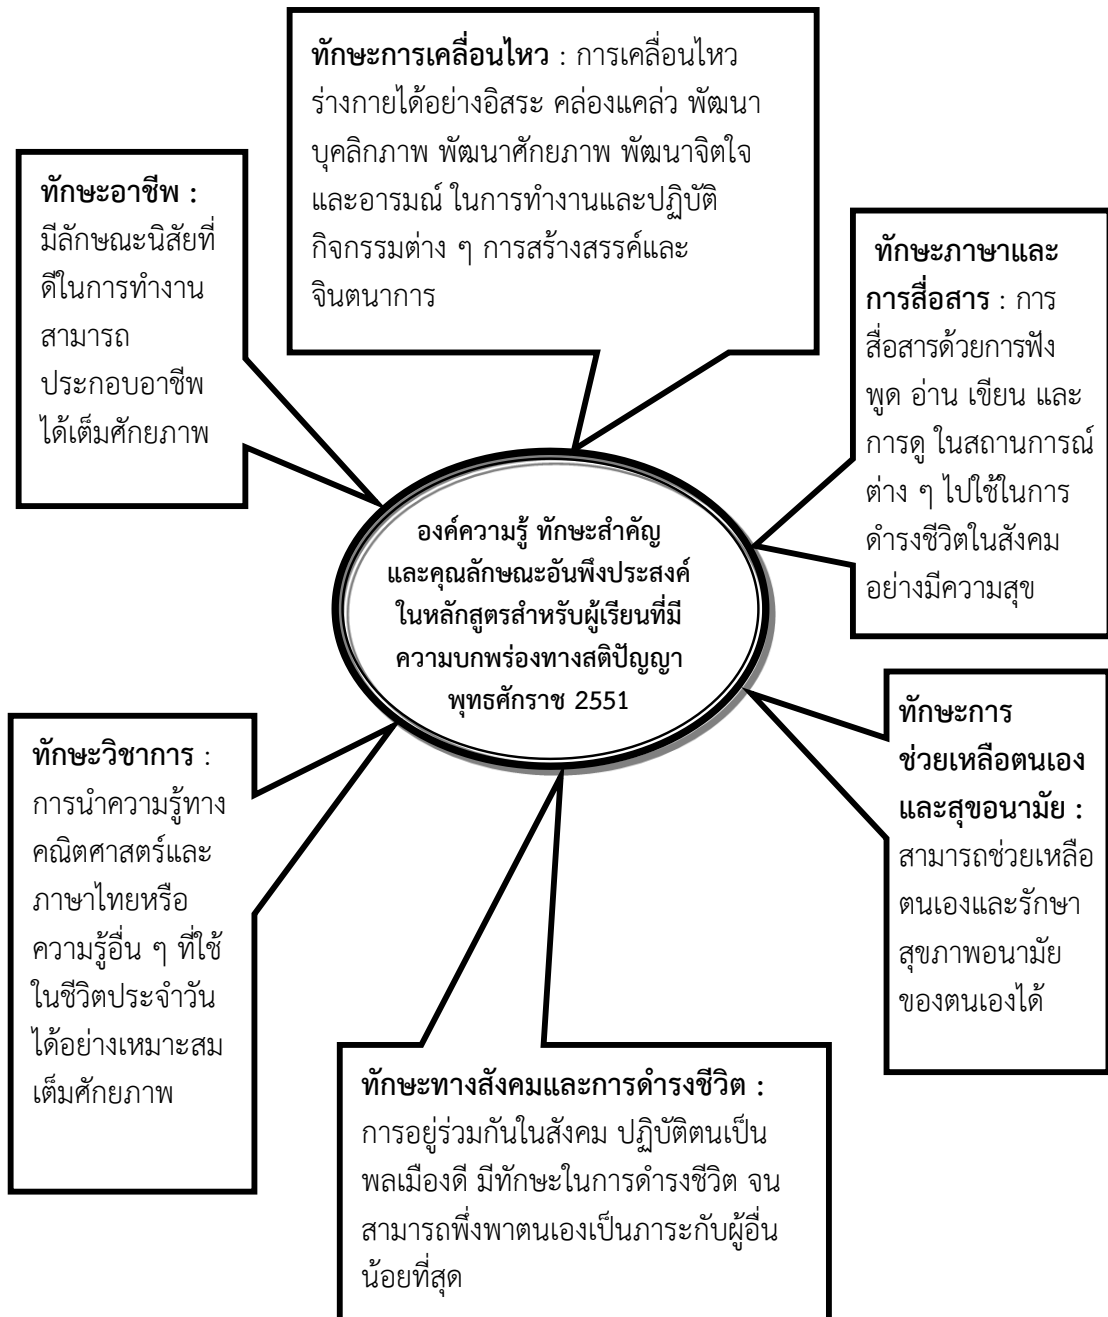 ทักษะการเคลื่อนไหว : การเคลื่อนไหว
ร่างกายได้อย่างอิสระ คล่องแคล่ว พัฒนา
บุคลิกภาพ พัฒนาศักยภาพ พัฒนาจิตใจ
และอารมณ์ ในการทำงานและปฏิบัติ
กิจกรรมต่าง ๆ การสร้างสรรค์และ
จินตนาการ
ทักษะอาชีพ :
มีลักษณะนิสัยที่
ดีในการทำงาน
สามารถ
ประกอบอาชีพ
ได้เต็มศักยภาพ
ทักษะภาษาและ
การสื่อสาร : การ
สื่อสารด้วยการฟัง
พูด อ่าน เขียน และ
การดู ในสถานการณ์
ต่าง ๆ ไปใช้ในการ
ดำรงชีวิตในสังคม
อย่างมีความสุข
องค์ความรู้ ทักษะสำคัญ
และคุณลักษณะอันพึงประสงค์
ในหลักสูตรสำหรับผู้เรียนที่มี
ความบกพร่องทางสติปัญญา
พุทธศักราช 2551
ทักษะการ
ช่วยเหลือตนเอง
และสุขอนามัย :
สามารถช่วยเหลือ
ตนเองและรักษา
สุขภาพอนามัย
ของตนเองได้
ทักษะวิชาการ :
การนำความรู้ทาง
คณิตศาสตร์และ
ภาษาไทยหรือ
ความรู้อื่น ๆ ที่ใช้
ในชีวิตประจำวัน
ได้อย่างเหมาะสม
เต็มศักยภาพ
ทักษะทางสังคมและการดำรงชีวิต :
การอยู่ร่วมกันในสังคม ปฏิบัติตนเป็น
พลเมืองดี มีทักษะในการดำรงชีวิต จน
สามารถพึ่งพาตนเองเป็นภาระกับผู้อื่น
น้อยที่สุด